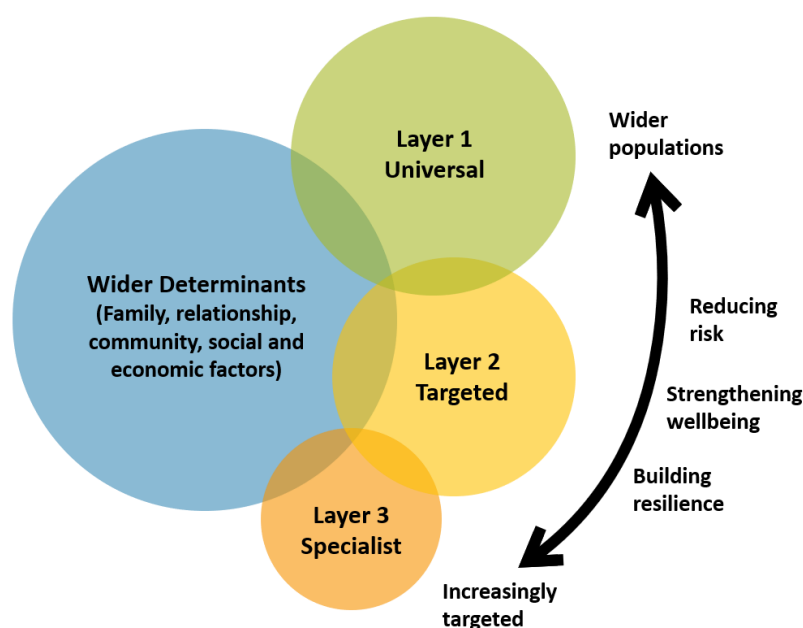 Layer 1
Universal
Wider
populations
Wider Determinants
(Family, relationship,
community, social and
economic factors)
Reducing
risk
Layer 2
Targeted
Strengthening
wellbeing
Building
resilience
Layer 3
Specialist
Increasingly
targeted